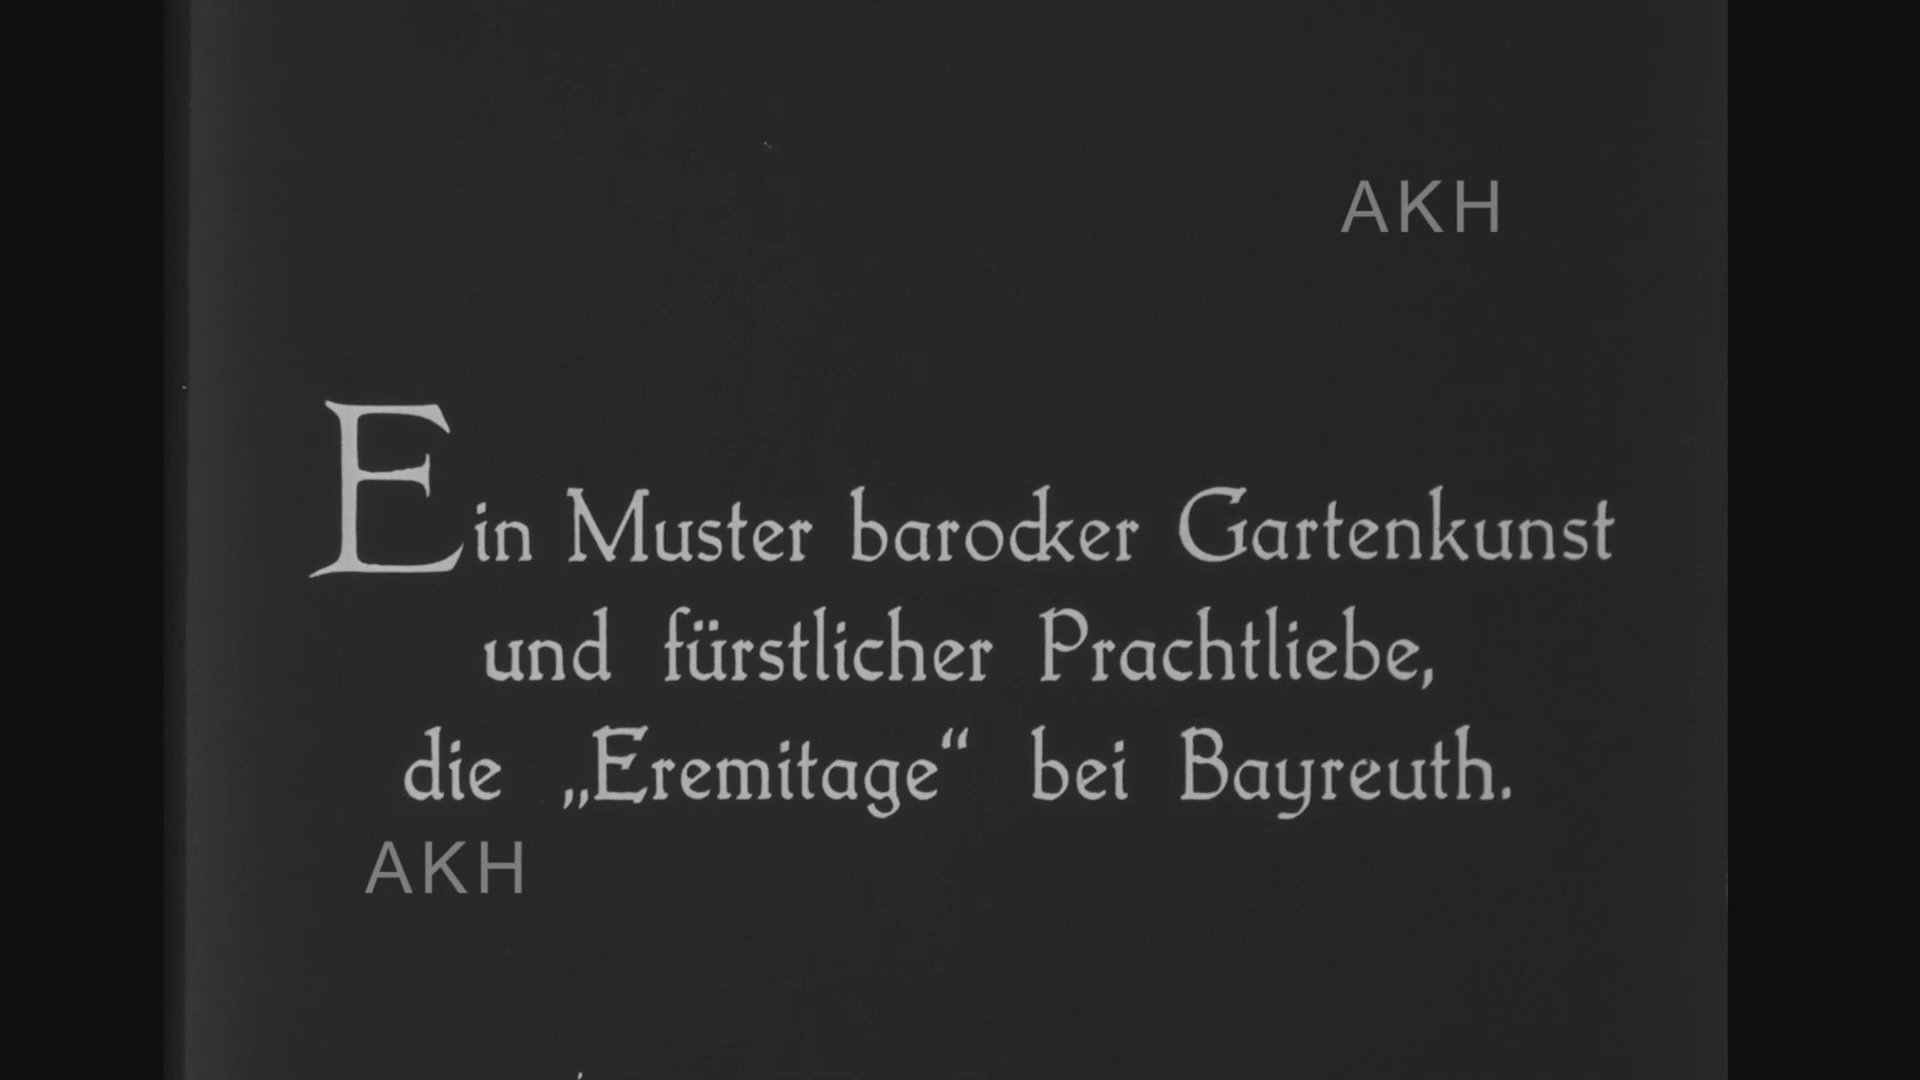 AKH
Ein Muster barocker Gartenkunst
und fürstlicher Prachtliebe,
die „Eremitage“ bei Bayreuth.
AKH